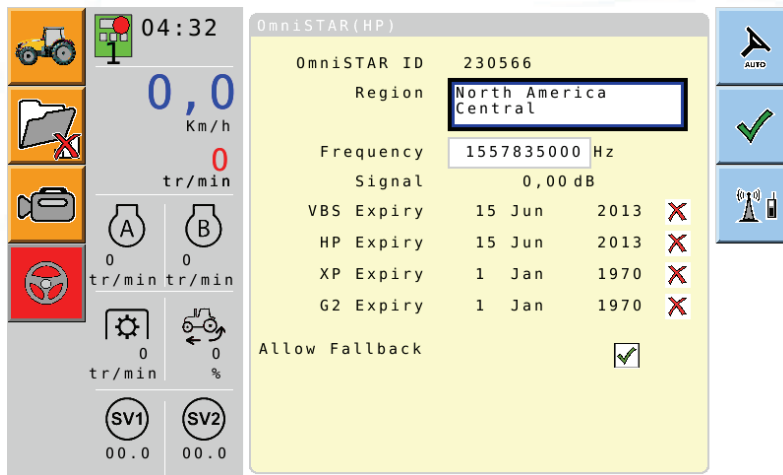 1
04:32
0,0
Km/h
0
tr/min
A B
0 0
tr/min tr/min
0 0
tr/min %
SV1 SV2
00.0 00.0
OmniSTAR(HP)
OmniSTAR ID 230566
Region North America
Central
Frequency 1557835000 Hz
Signal 0,00 dB
VBS Expiry 15 Jun 2013
HP Expiry 15 Jun 2013
XP Expiry 1 Jan 1970
G2 Expiry 1 Jan 1970
Allow Fallback
AUTO